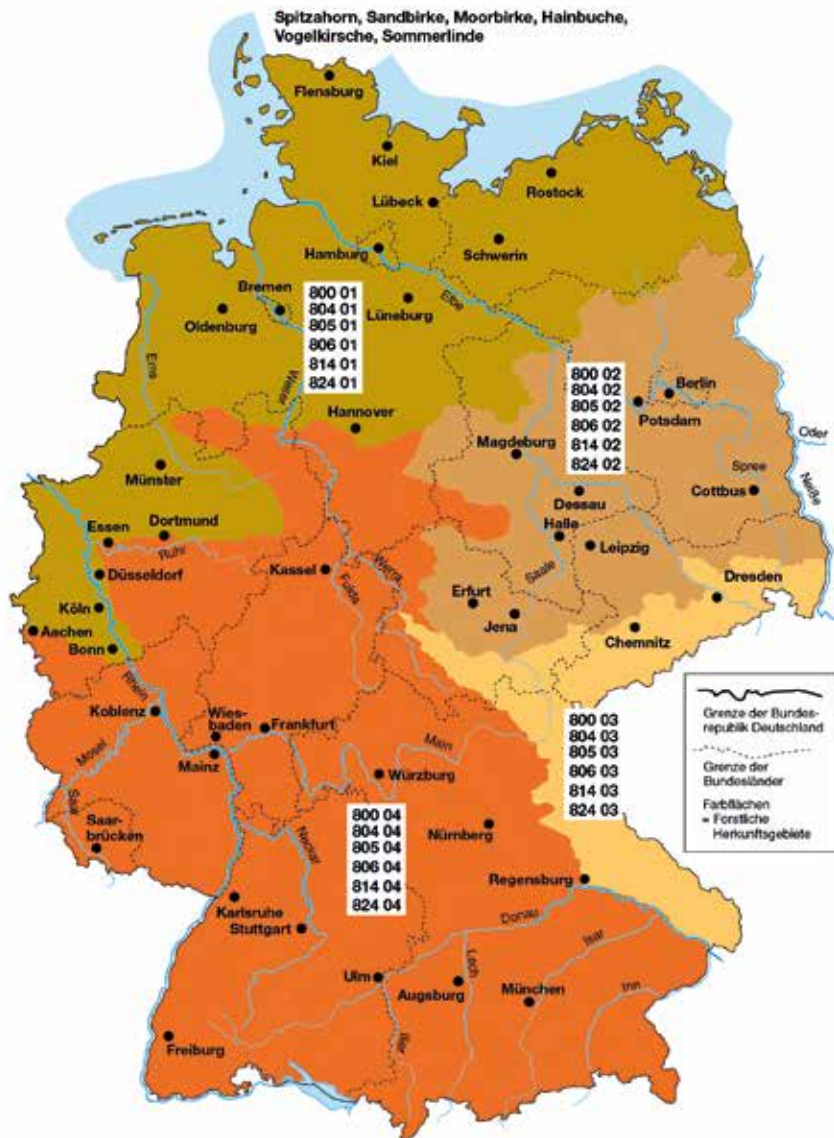 Spitzahorn, Sandbirke, Moorbirke, Hainbuche,
Vogelkirsche, Sommerlinde
Flensburg
Kiel
Rostock
Lübeck
Hamburg
Schwerin
Bremen
Oldenburg
Lüneburg
Elbe
800 01
804 01
805 01
806 01
814 01
824 01
Ems
Weser
Hannover
800 02
804 02
805 02
806 02
814 02
824 02
Berlin
Potsdam
Oder
Magdeburg
Münster
Spree
Neiße
Cottbus
Dessau
Essen
Dortmund
Ruhr
Halle
Leipzig
Düsseldorf
Kassel
Fulda
Werra
Saale
Dresden
Köln
Erfurt
Jena
Aachen
Chemnitz
Bonn
Rhein
Koblenz
Wies-
baden
Frankfurt
Mosel
Mainz
Main
Würzburg
800 03
804 03
805 03
806 03
814 03
824 03
Grenze der Bundes-
republik Deutschland
Grenze der
Bundesländer
Farbflächen
= Forstliche
Herkunftsgebiete
Saar
Saar-
brücken
Neckar
800 04
804 04
805 04
806 04
814 04
824 04
Nürnberg
Regensburg
Karlsruhe
Stuttgart
Donau
Isar
Lech
Ulm
Augsburg
München
Inn
Iller
Freiburg